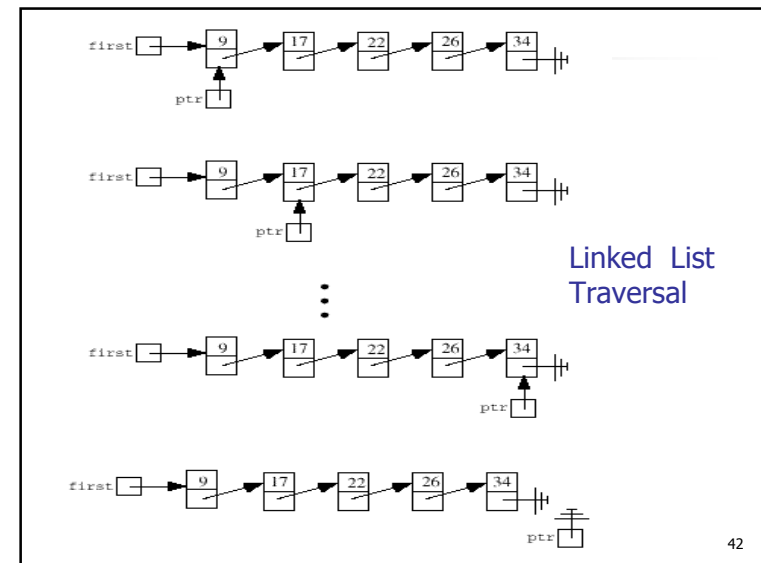 first 9 17 22 26 34
ptr
first 9 17 22 26 34
ptr
Linked List
Traversal
first 9 17 22 26 34
ptr
first 9 17 22 26 34
ptr
42